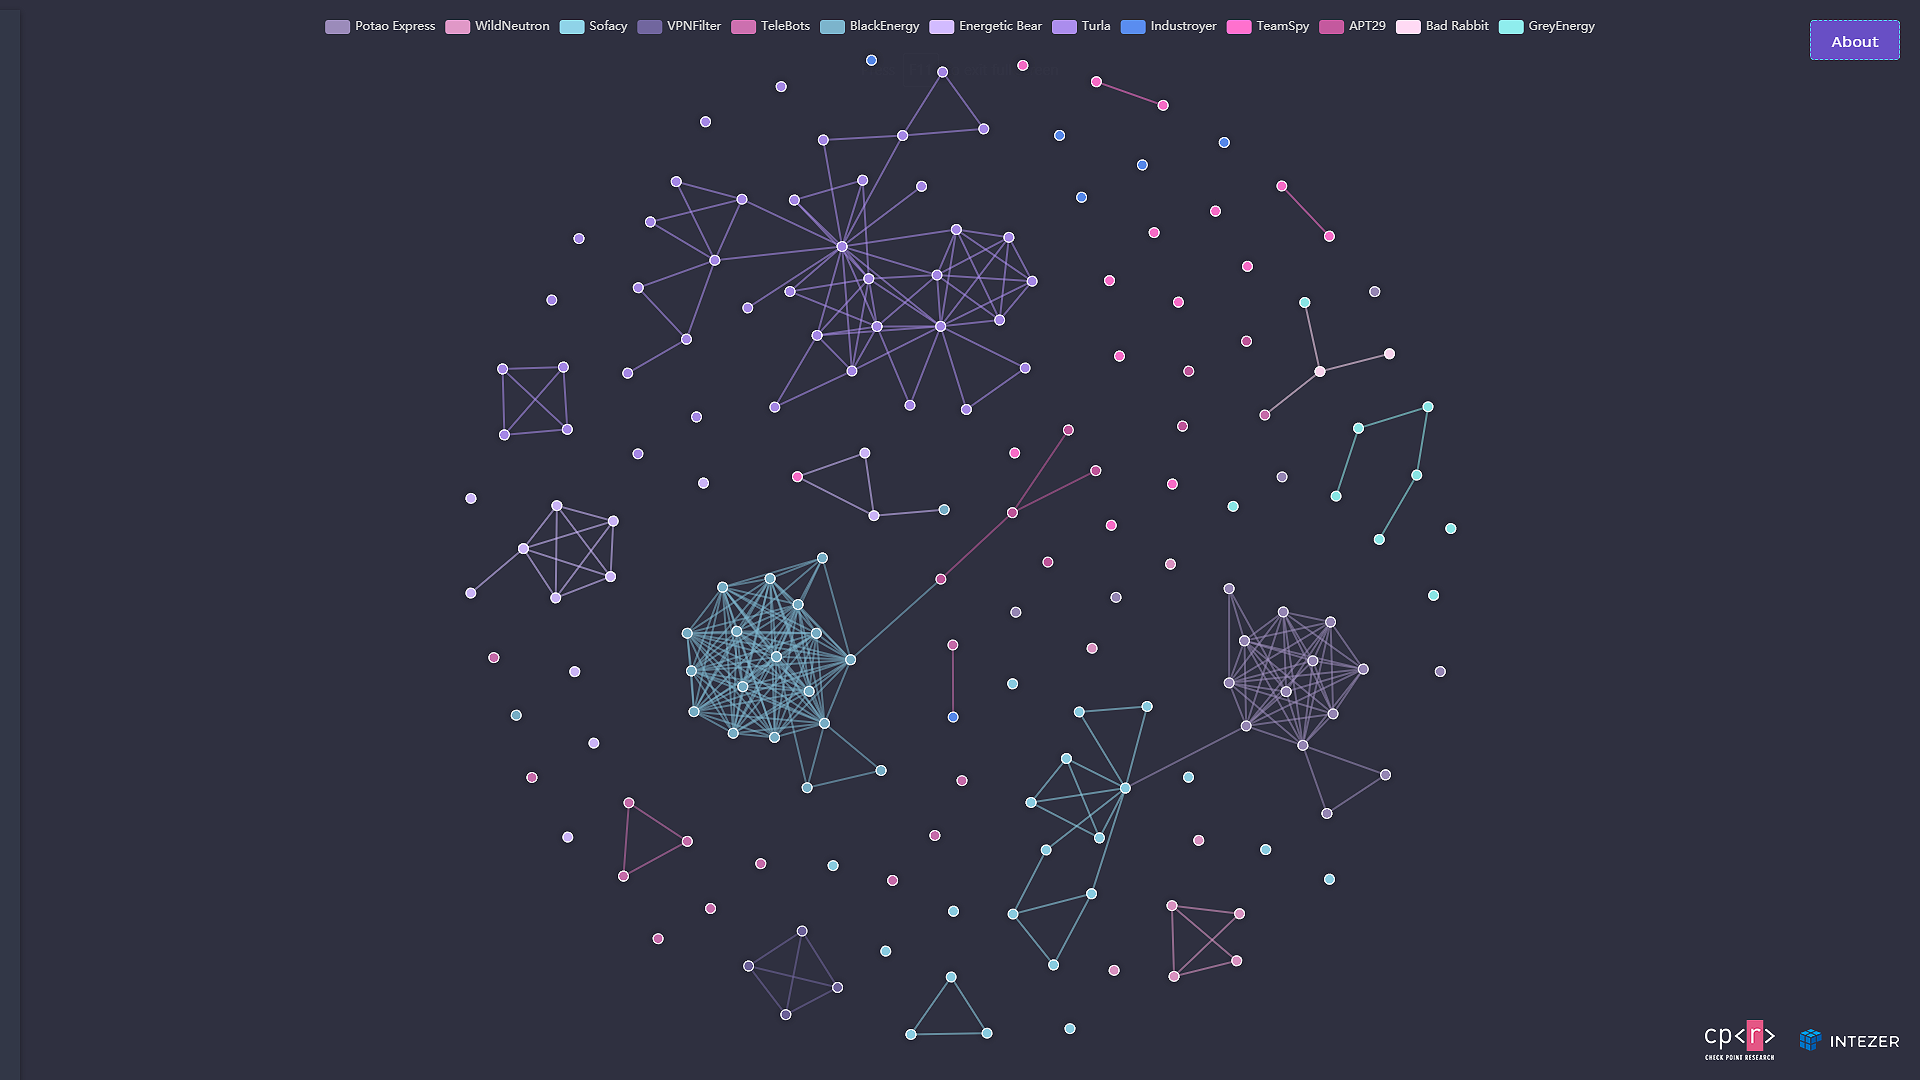 Potao Express WildNeutron Sofacy VPNFilter TeleBots BlackEnergy Energetic Bear Turla Industroyer TeamSpy APT29 Bad Rabbit GreyEnergy
About
cp<r>
CHECK POINT RESEARCH
INTEZER